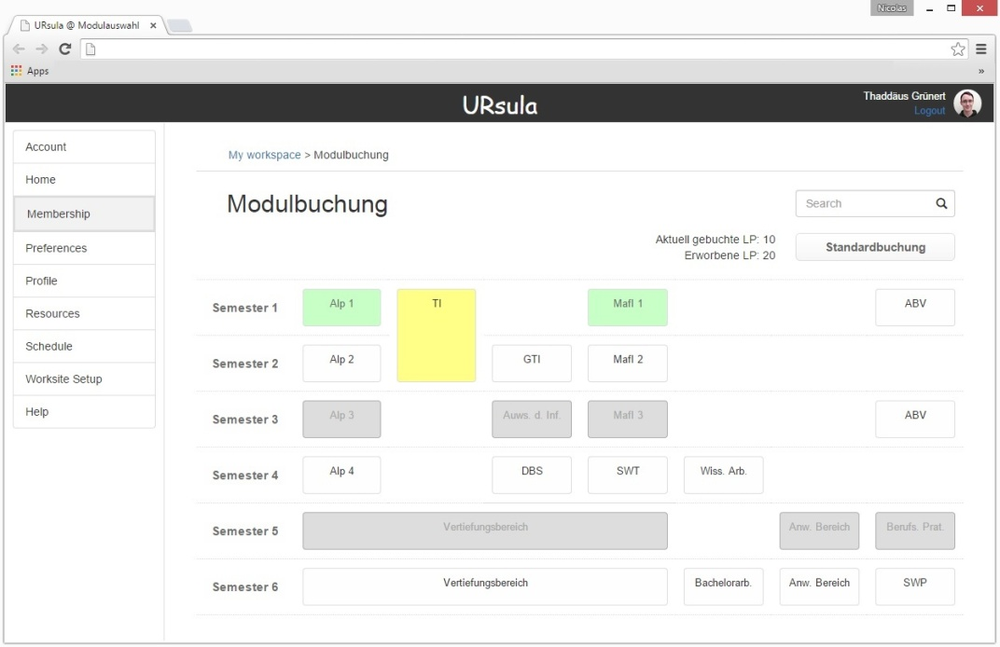 Nicolas
URsula @ Modulauswahl
Apps
»
URsula
Thaddäus Grünert
Logout
Account
Home
Membership
Preferences
Profile
Resources
Schedule
Worksite Setup
Help
My workspace > Modulbuchung
Modulbuchung
Search
Aktuell gebuchte LP: 10
Erworbene LP: 20
Standardbuchung
Semester 1 Alp 1 TI Mafl 1 ABV
Semester 2 Alp 2 GTI Mafl 2
Semester 3 Alp 3 Auws. d. Inf. Mafl 3 ABV
Semester 4 Alp 4 DBS SWT Wiss. Arb.
Semester 5 Vertiefungsbereich Anw. Bereich Berufs. Prat.
Semester 6 Vertiefungsbereich Bachelorarb. Anw. Bereich SWP